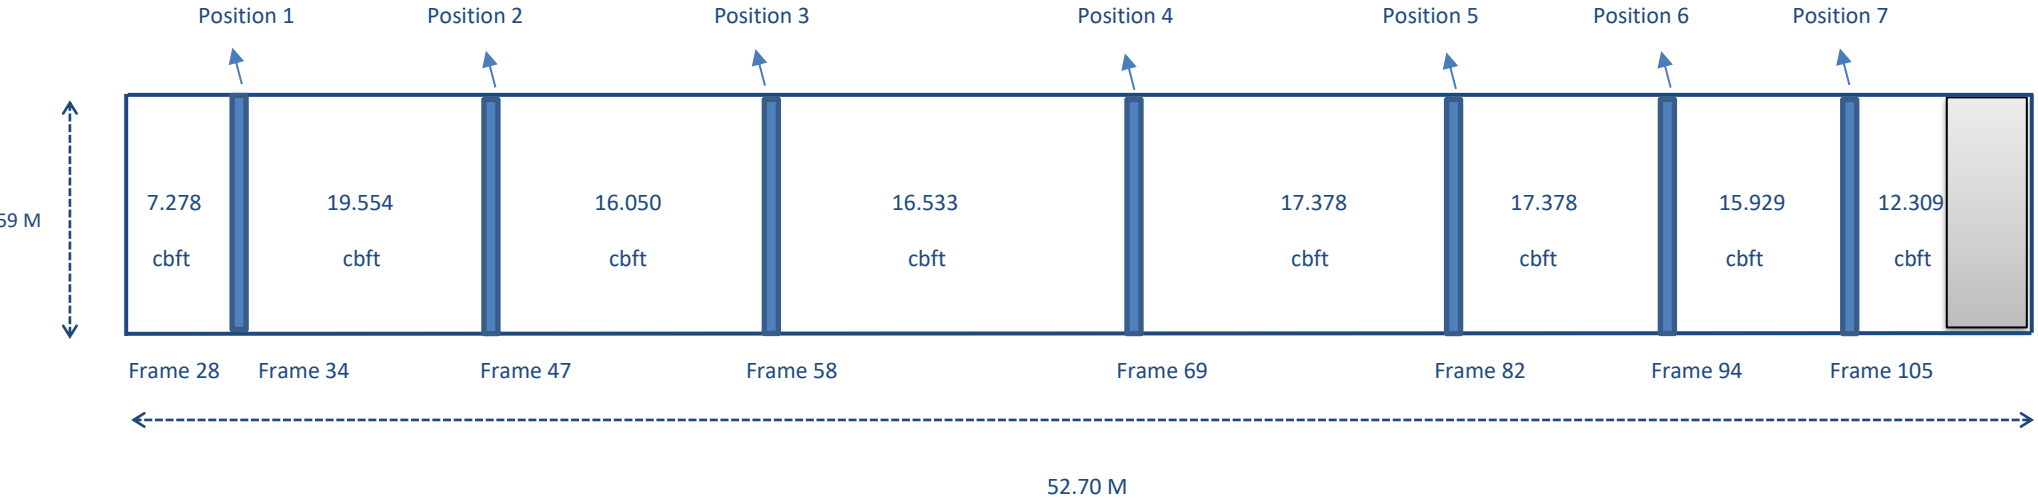 Position 1 Position 2 Position 3 Position 4 Position 5 Position 6 Position 7
7.278 19.554 16.050 16.533 17.378 17.378 15.929 12.309
59 M
cbft cbft cbft cbft cbft cbft cbft cbft
Frame 28 Frame 34 Frame 47 Frame 58 Frame 69 Frame 82 Frame 94 Frame 105
52.70 M